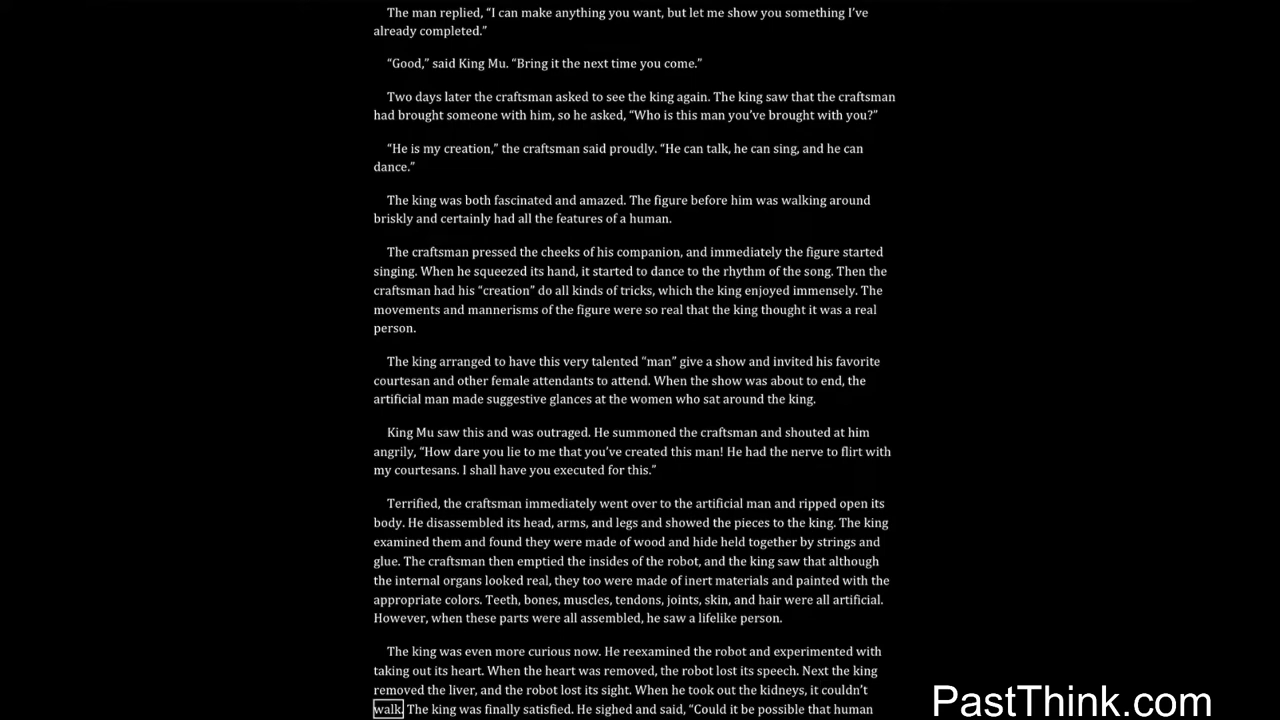 The man replied, “I can make anything you want, but let me show you something I’ve
already completed.”
“Good,” said King Mu. “Bring it the next time you come.”
Two days later the craftsman asked to see the king again. The king saw that the craftsman
had brought someone with him, so he asked, “Who is this man you’ve brought with you?”
“He is my creation,” the craftsman said proudly. “He can talk, he can sing, and he can
dance.”
The king was both fascinated and amazed. The figure before him was walking around
briskly and certainly had all the features of a human.
The craftsman pressed the cheeks of his companion, and immediately the figure started
singing. When he squeezed its hand, it started to dance to the rhythm of the song. Then the
craftsman had his “creation” do all kinds of tricks, which the king enjoyed immensely. The
movements and mannerisms of the figure were so real that the king thought it was a real
person.
The king arranged to have this very talented “man” give a show and invited his favorite
courtesan and other female attendants to attend. When the show was about to end, the
artificial man made suggestive glances at the women who sat around the king.
King Mu saw this and was outraged. He summoned the craftsman and shouted at him
angrily, “How dare you lie to me that you’ve created this man! He had the nerve to flirt with
my courtesans. I shall have you executed for this.”
Terrified, the craftsman immediately went over to the artificial man and ripped open its
body. He disassembled its head, arms, and legs and showed the pieces to the king. The king
examined them and found they were made of wood and hide held together by strings and
glue. The craftsman then emptied the insides of the robot, and the king saw that although
the internal organs looked real, they too were made of inert materials and painted with the
appropriate colors. Teeth, bones, muscles, tendons, joints, skin, and hair were all artificial.
However, when these parts were all assembled, he saw a lifelike person.
The king was even more curious now. He reexamined the robot and experimented with
taking out its heart. When the heart was removed, the robot lost its speech. Next the king
removed the liver, and the robot lost its sight. When he took out the kidneys, it couldn’t
walk. The king was finally satisfied. He sighed and said, “Could it be possible that human
PastThink.com